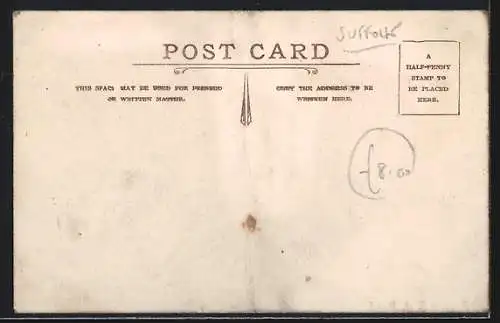 SUFFOLK
POST CARD
THIS SPACE MAY BE USED FOR PRINTED
OR WRITTEN MATTER.
ONLY THE ADDRESS TO BE
WRITTEN HERE.
A
HALF-PENNY
STAMP TO
BE PLACED
HERE.
£8.00